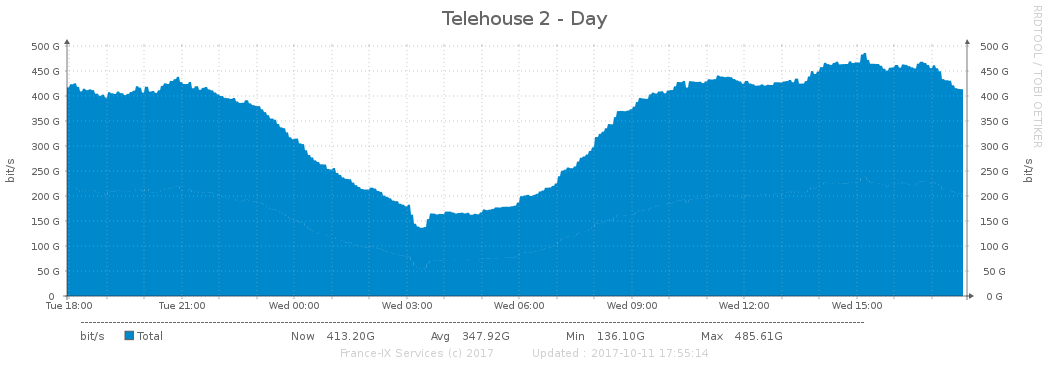 Telehouse 2 - Day
RRDTOOL / TOBI OETIKER
bit/s
500 G 500 G
450 G 450 G
400 G 400 G
350 G 350 G
300 G 300 G
250 G 250 G
200 G 200 G
150 G 150 G
100 G 100 G
50 G 50 G
0 0 G
bit/s
Tue 18:00 Tue 21:00 Wed 00:00 Wed 03:00 Wed 06:00 Wed 09:00 Wed 12:00 Wed 15:00
bit/s Total Now 413.20G Avg 347.92G Min 136.10G Max 485.61G
France-IX Services (c) 2017 Updated : 2017-10-11 17:55:14